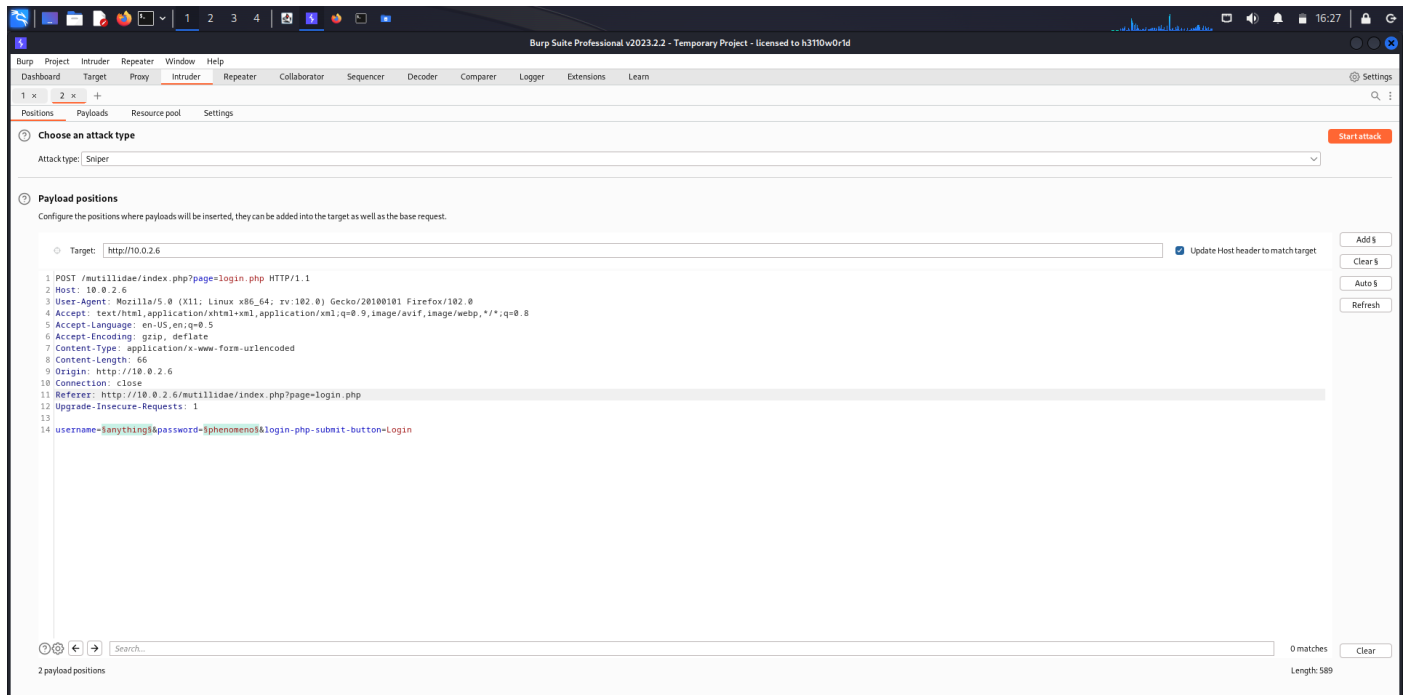 1 2 3 4 16:27
Burp Suite Professional v2023.2.2 - Temporary Project - licensed to h3110w0r1d
Burp Project Intruder Repeater Window Help
Dashboard Target Proxy Intruder Repeater Collaborator Sequencer Decoder Comparer Logger Extensions Learn Settings
1 × 2 × +
Positions Payloads Resource pool Settings
Choose an attack type
Start attack
Attack type: Sniper
Payload positions
Configure the positions where payloads will be inserted, they can be added into the target as well as the base request.
Add §
Target: http://10.0.2.6 Update Host header to match target
Clear §
1 POST /mutillidae/index.php?page=login.php HTTP/1.1
Auto §
2 Host: 10.0.2.6
3 User-Agent: Mozilla/5.0 (X11; Linux x86_64; rv:102.0) Gecko/20100101 Firefox/102.0
Refresh
4 Accept: text/html,application/xhtml+xml,application/xml;q=0.9,image/avif,image/webp,*/*;q=0.8
5 Accept-Language: en-US,en;q=0.5
6 Accept-Encoding: gzip, deflate
7 Content-Type: application/x-www-form-urlencoded
8 Content-Length: 66
9 Origin: http://10.0.2.6
10 Connection: close
11 Referer: http://10.0.2.6/mutillidae/index.php?page=login.php
12 Upgrade-Insecure-Requests: 1
13
14 username=§anything§&password=§phenomeno§&login-php-submit-button=Login
Search... 0 matches Clear
2 payload positions Length: 589